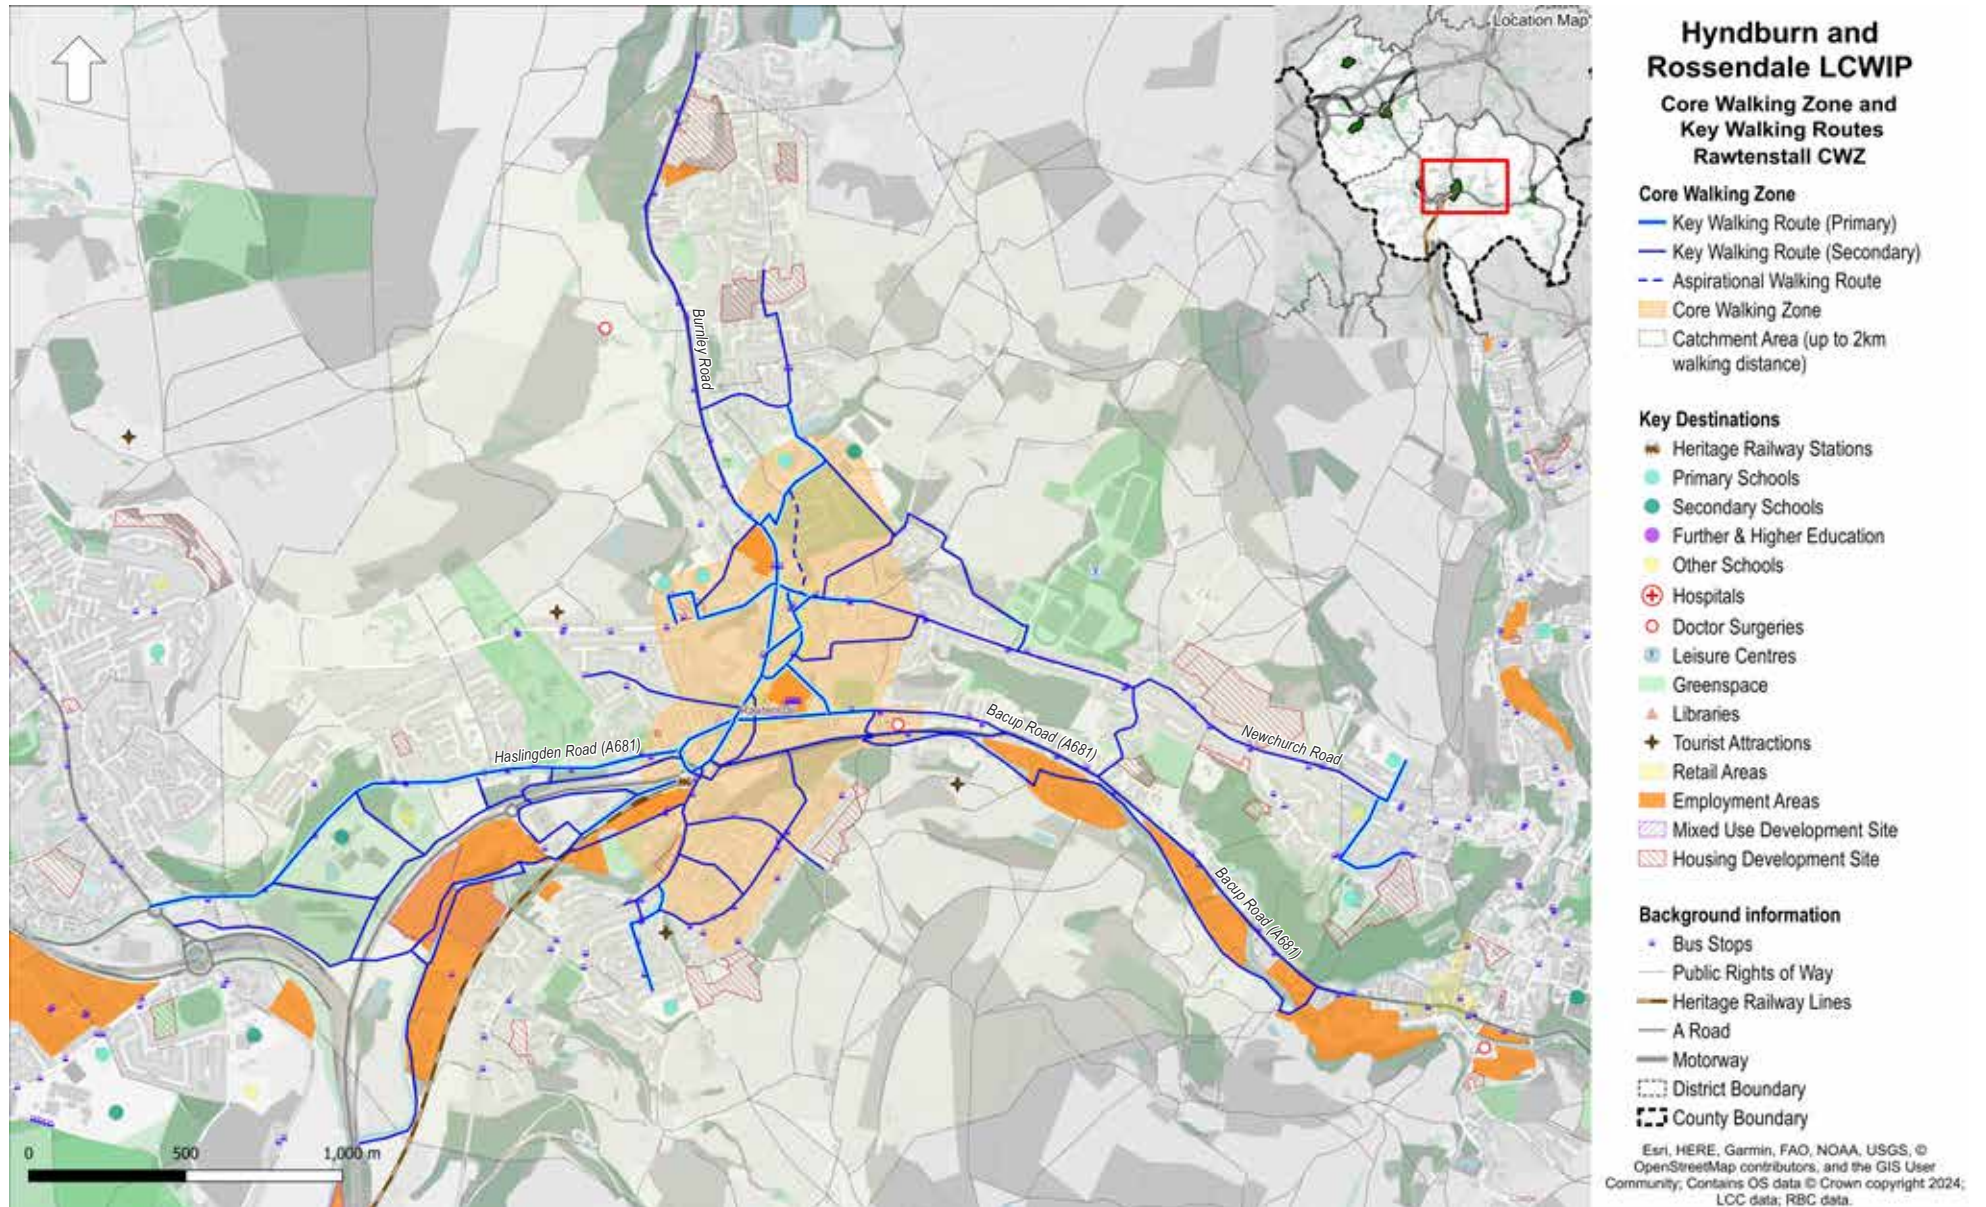 Location Map
Burnley Road
Haslingden Road (A681)
Bacup Road (A681)
Newchurch Road
Bacup Road (A681)
0 500 1,000 m
Hyndburn and
Rossendale LCWIP
Core Walking Zone and
Key Walking Routes
Rawtenstall CWZ
Core Walking Zone
Key Walking Route (Primary)
Key Walking Route (Secondary)
Aspirational Walking Route
Core Walking Zone
Catchment Area (up to 2km
walking distance)
Key Destinations
Heritage Railway Stations
Primary Schools
Secondary Schools
Further & Higher Education
Other Schools
Hospitals
Doctor Surgeries
Leisure Centres
Greenspace
Libraries
Tourist Attractions
Retail Areas
Employment Areas
Mixed Use Development Site
Housing Development Site
Background information
Bus Stops
Public Rights of Way
Heritage Railway Lines
A Road
Motorway
District Boundary
County Boundary
Esri, HERE, Garmin, FAO, NOAA, USGS, ©
OpenStreetMap contributors, and the GIS User
Community; Contains OS data © Crown copyright 2024;
LCC data; RBC data.